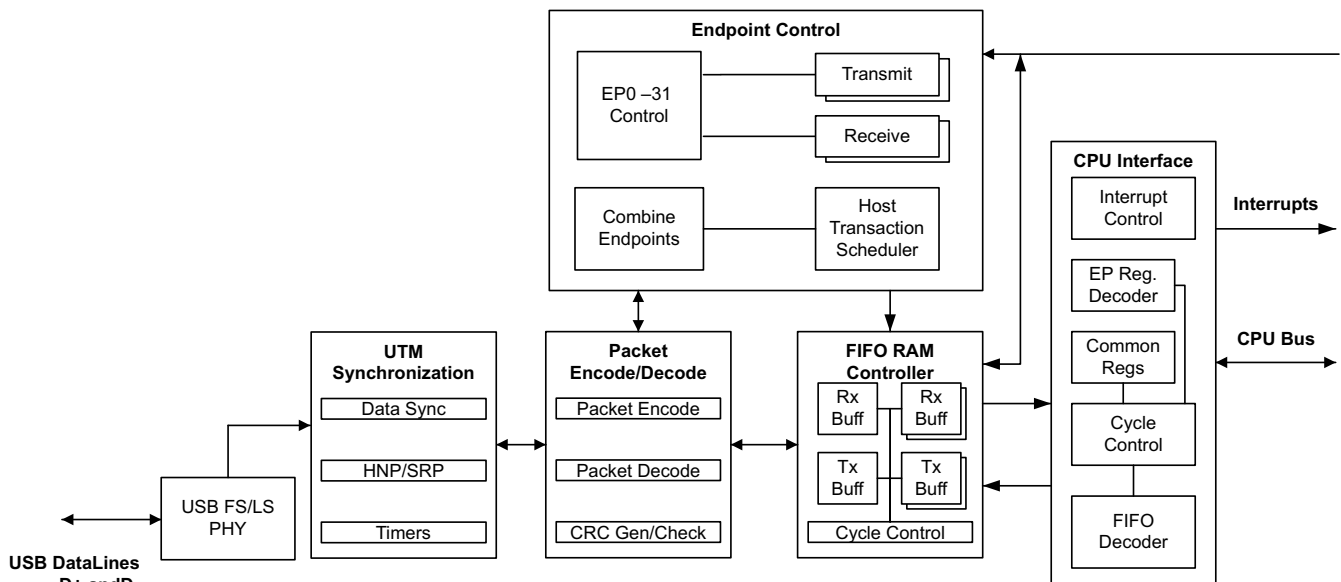 Endpoint Control
EP0 –31
Control
Transmit
Receive
Combine
Endpoints
Host
Transaction
Scheduler
CPU Interface
Interrupt
Control
Interrupts
EP Reg.
Decoder
Common
Regs
CPU Bus
Cycle
Control
FIFO
Decoder
UTM
Synchronization
Data Sync
HNP/SRP
Timers
Packet
Encode/Decode
Packet Encode
Packet Decode
CRC Gen/Check
FIFO RAM
Controller
Rx
Buff
Rx
Buff
Tx
Buff
Tx
Buff
Cycle Control
USB FS/LS
PHY
USB DataLines
D+ andD